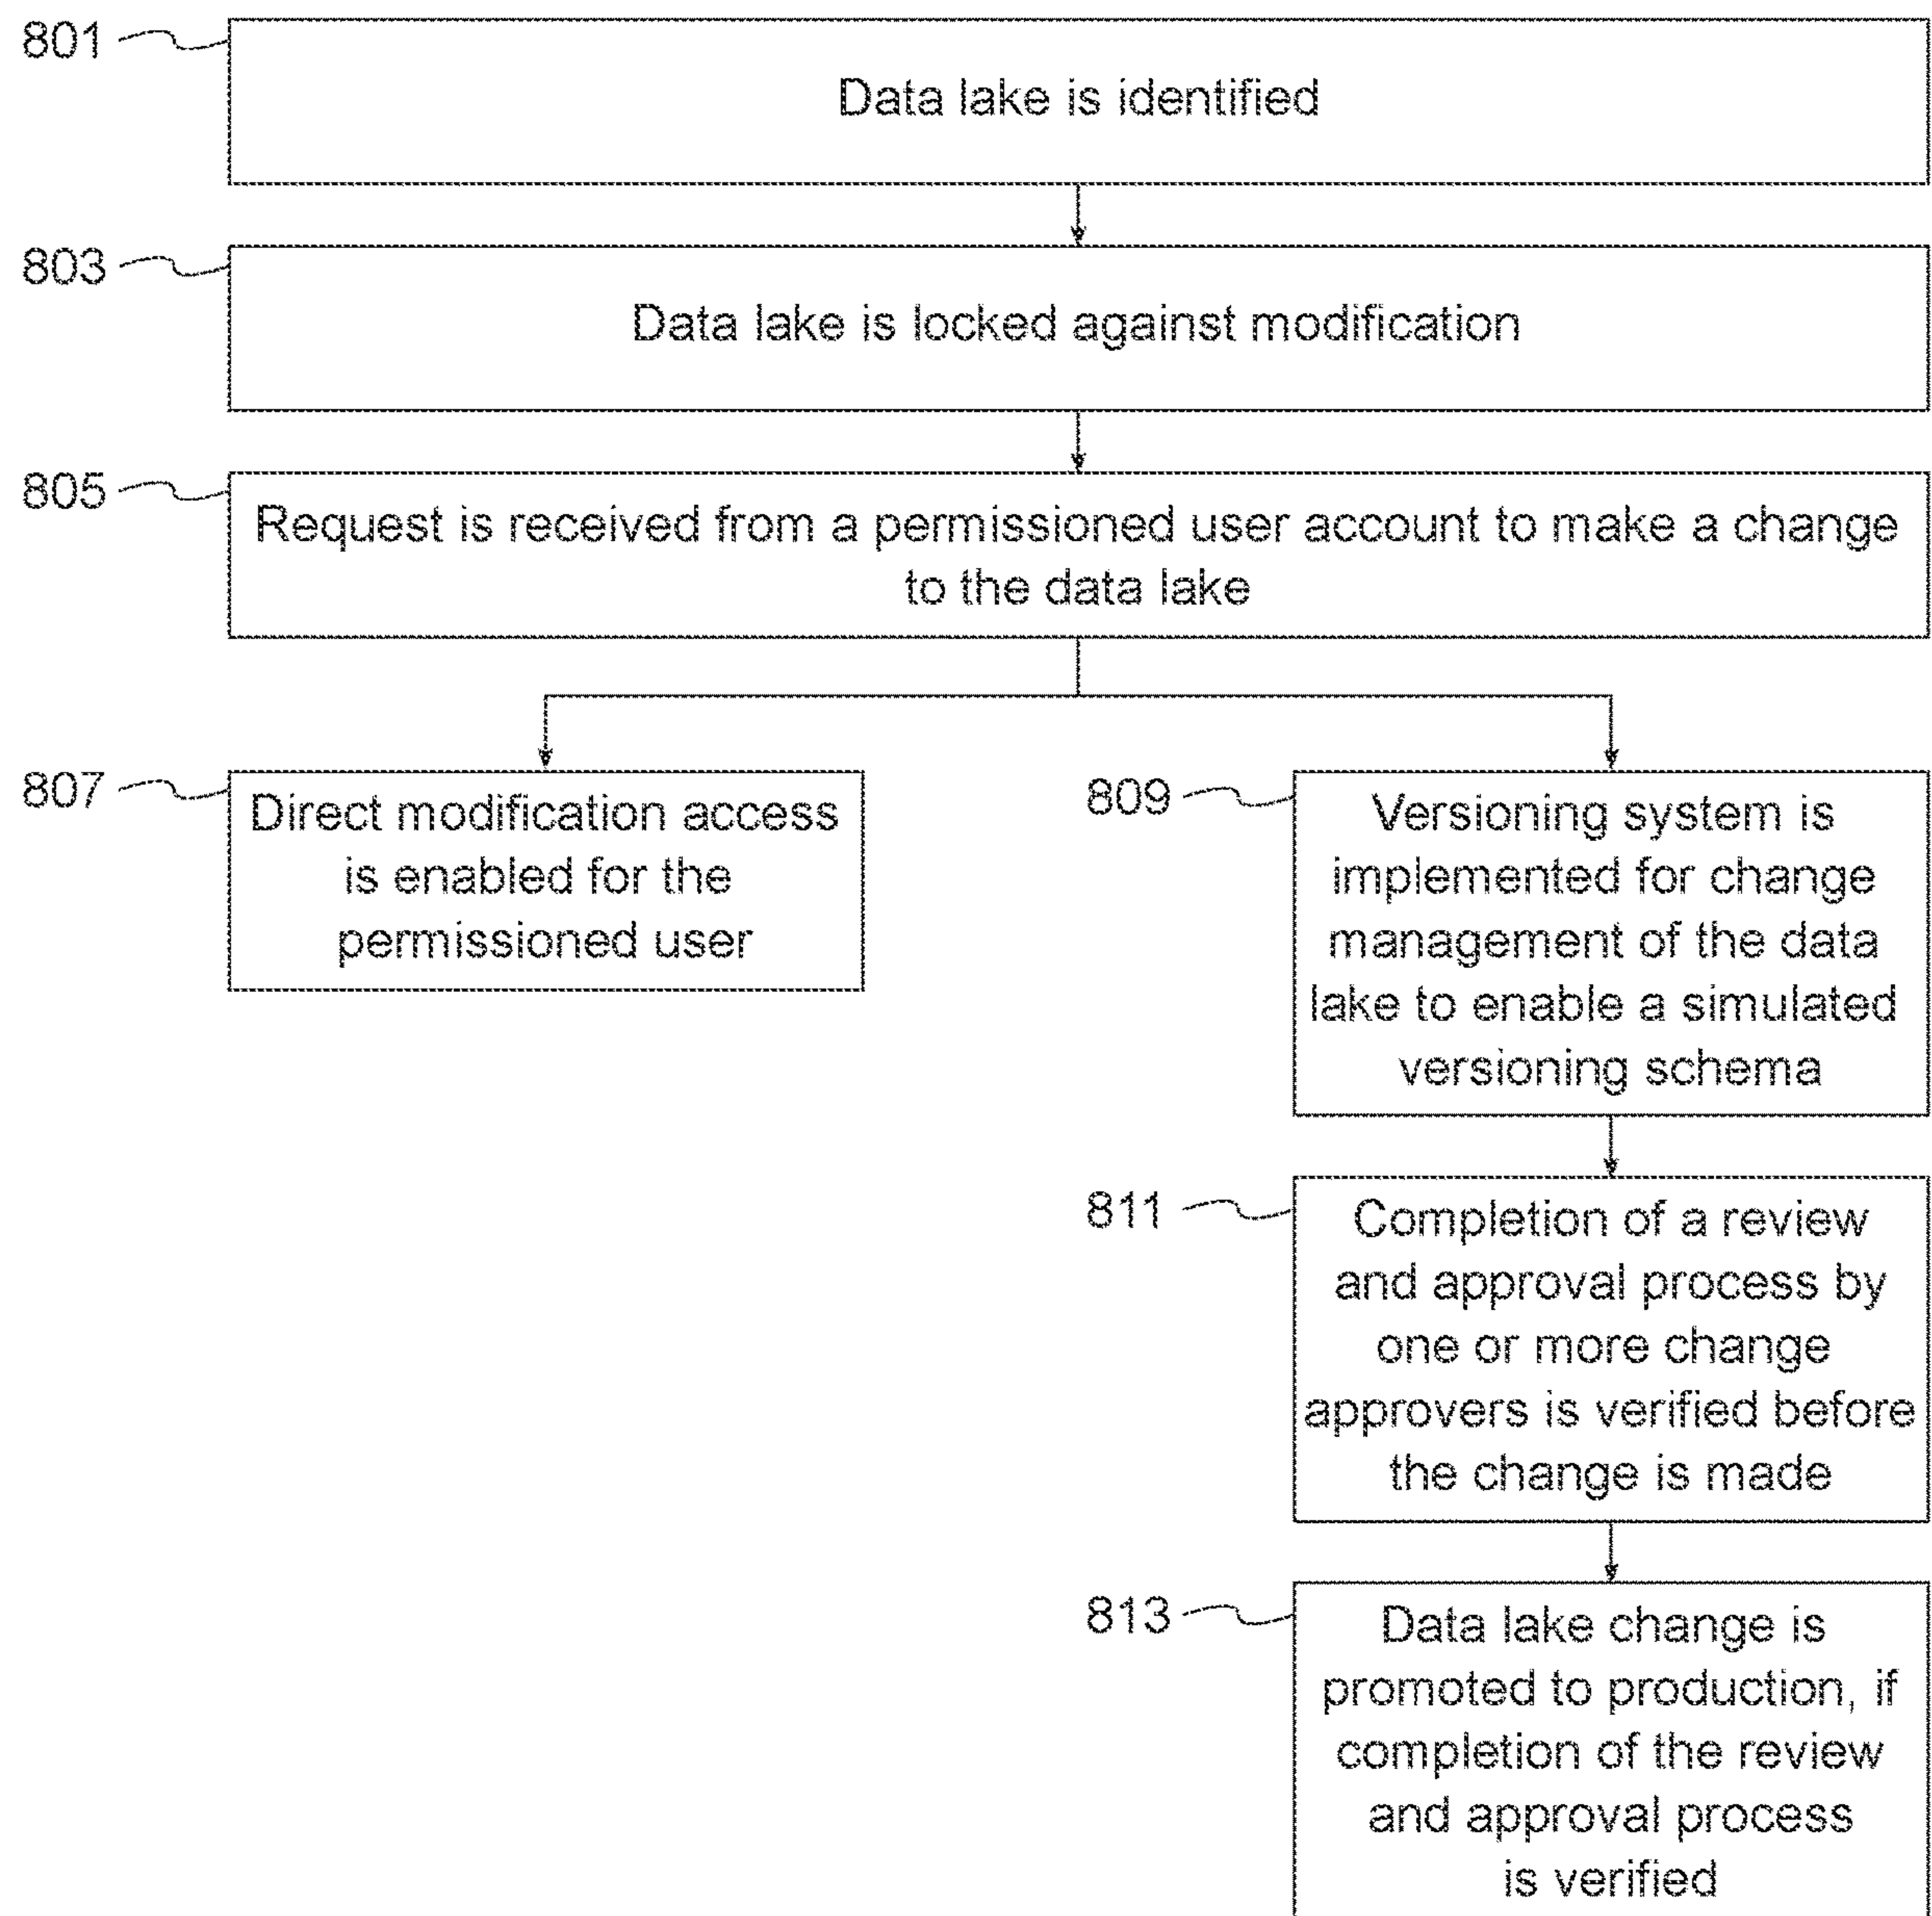 801
Data lake is identified
803
Data lake is locked against modification
805
Request is received from a permissioned user account to make a change
to the data lake
807
Direct modification access
is enabled for the
permissioned user
809
Versioning system is
implemented for change
management of the data
lake to enable a simulated
versioning schema
811
Completion of a review
and approval process by
one or more change
approvers is verified before
the change is made
813
Data lake change is
promoted to production, if
completion of the review
and approval process
is verified